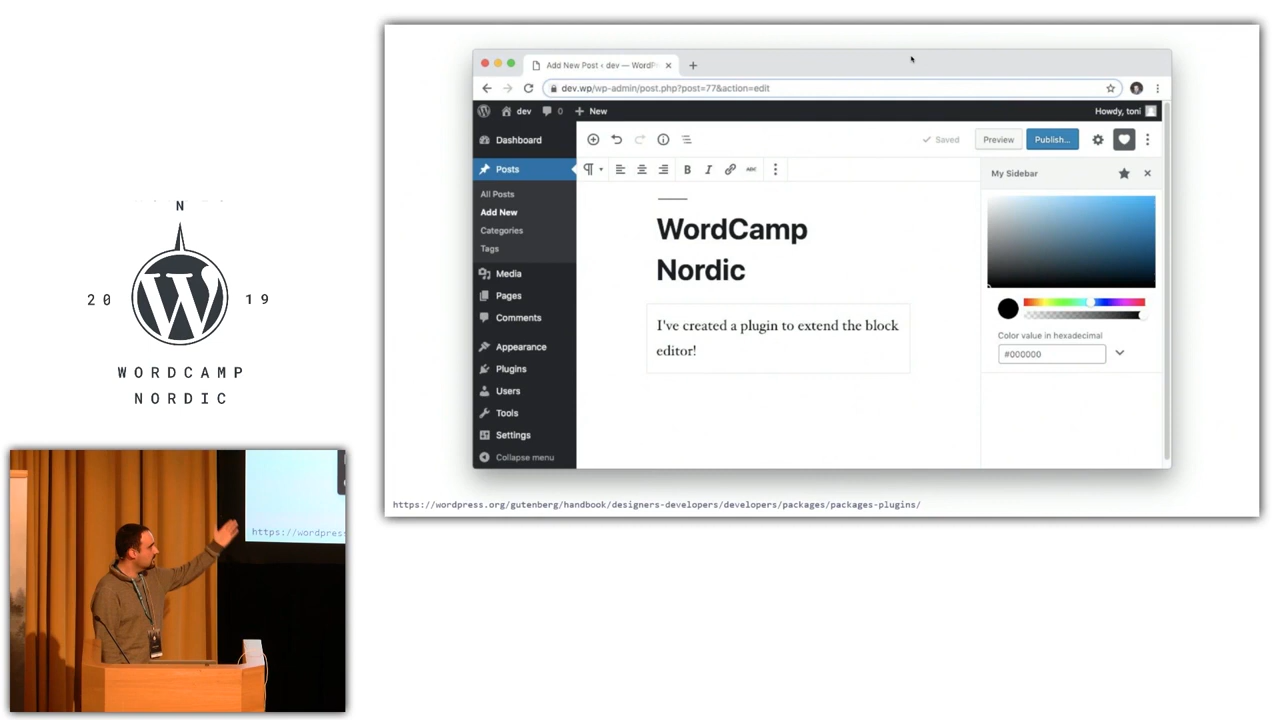 N
20 19
WORDCAMP
NORDIC
Add New Post ‹ dev — WordP
dev.wp/wp-admin/post.php?post=77&action=edit
dev 0 New Howdy, toni
Dashboard
Posts
All Posts
Add New
Categories
Tags
Media
Pages
Comments
Appearance
Plugins
Users
Tools
Settings
Collapse menu
Saved Preview Publish...
B I ABC
My Sidebar
WordCamp
Nordic
I've created a plugin to extend the block
editor!
Color value in hexadecimal
#000000
https://wordpress.org/gutenberg/handbook/designers-developers/developers/packages/packages-plugins/
https://wordpress